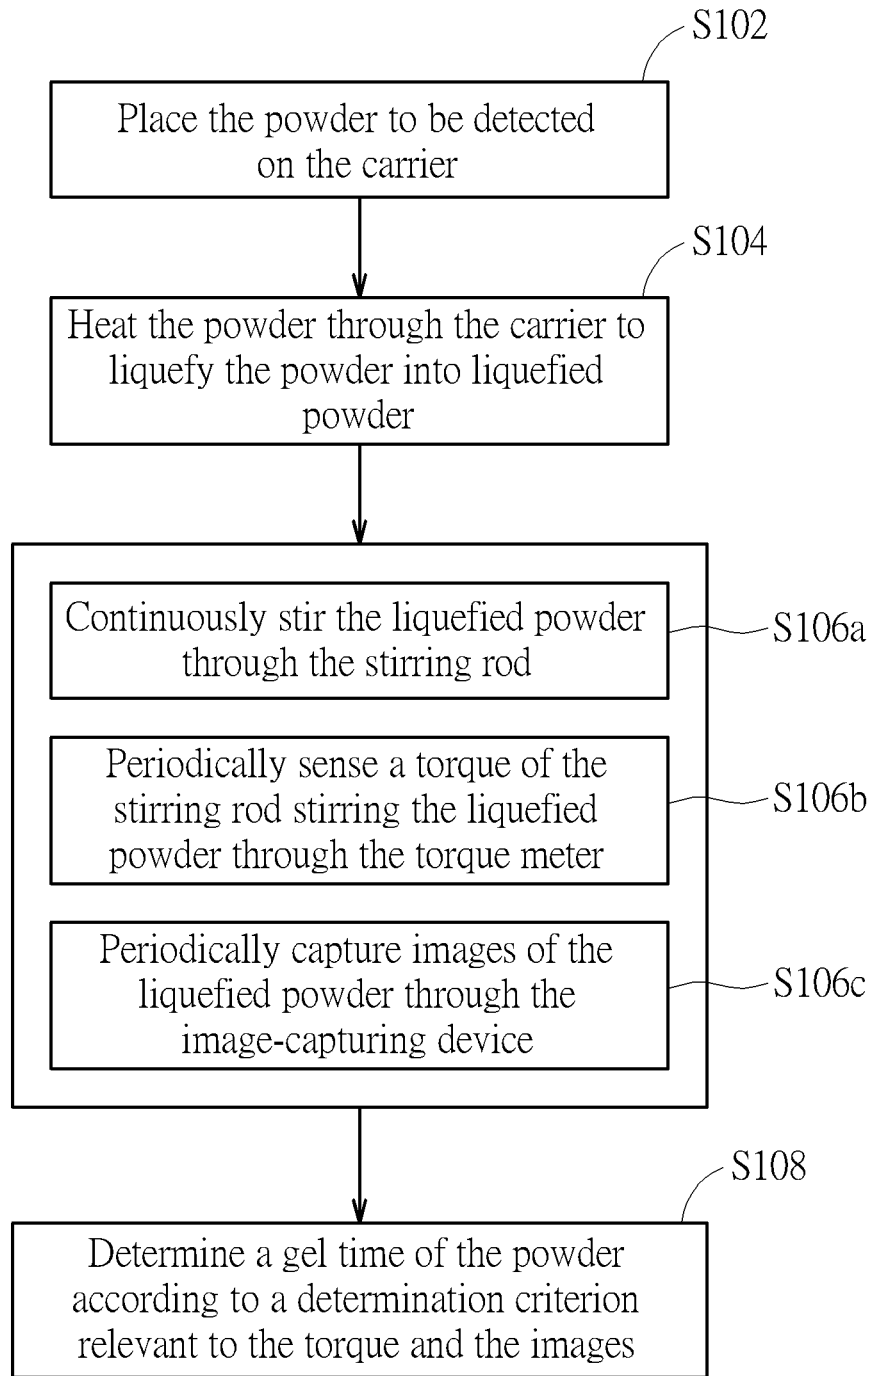 S102
Place the powder to be detected
on the carrier
S104
Heat the powder through the carrier to
liquefy the powder into liquefied
powder
Continuously stir the liquefied powder
through the stirring rod
S106a
Periodically sense a torque of the
stirring rod stirring the liquefied
powder through the torque meter
S106b
Periodically capture images of the
liquefied powder through the
image-capturing device
S106c
S108
Determine a gel time of the powder
according to a determination criterion
relevant to the torque and the images